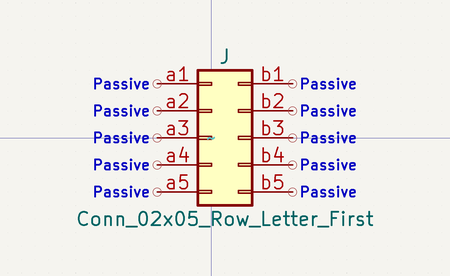 J
Passive a1 b1 Passive
Passive a2 b2 Passive
Passive a3 b3 Passive
Passive a4 b4 Passive
Passive a5 b5 Passive
Conn_02x05_Row_Letter_First